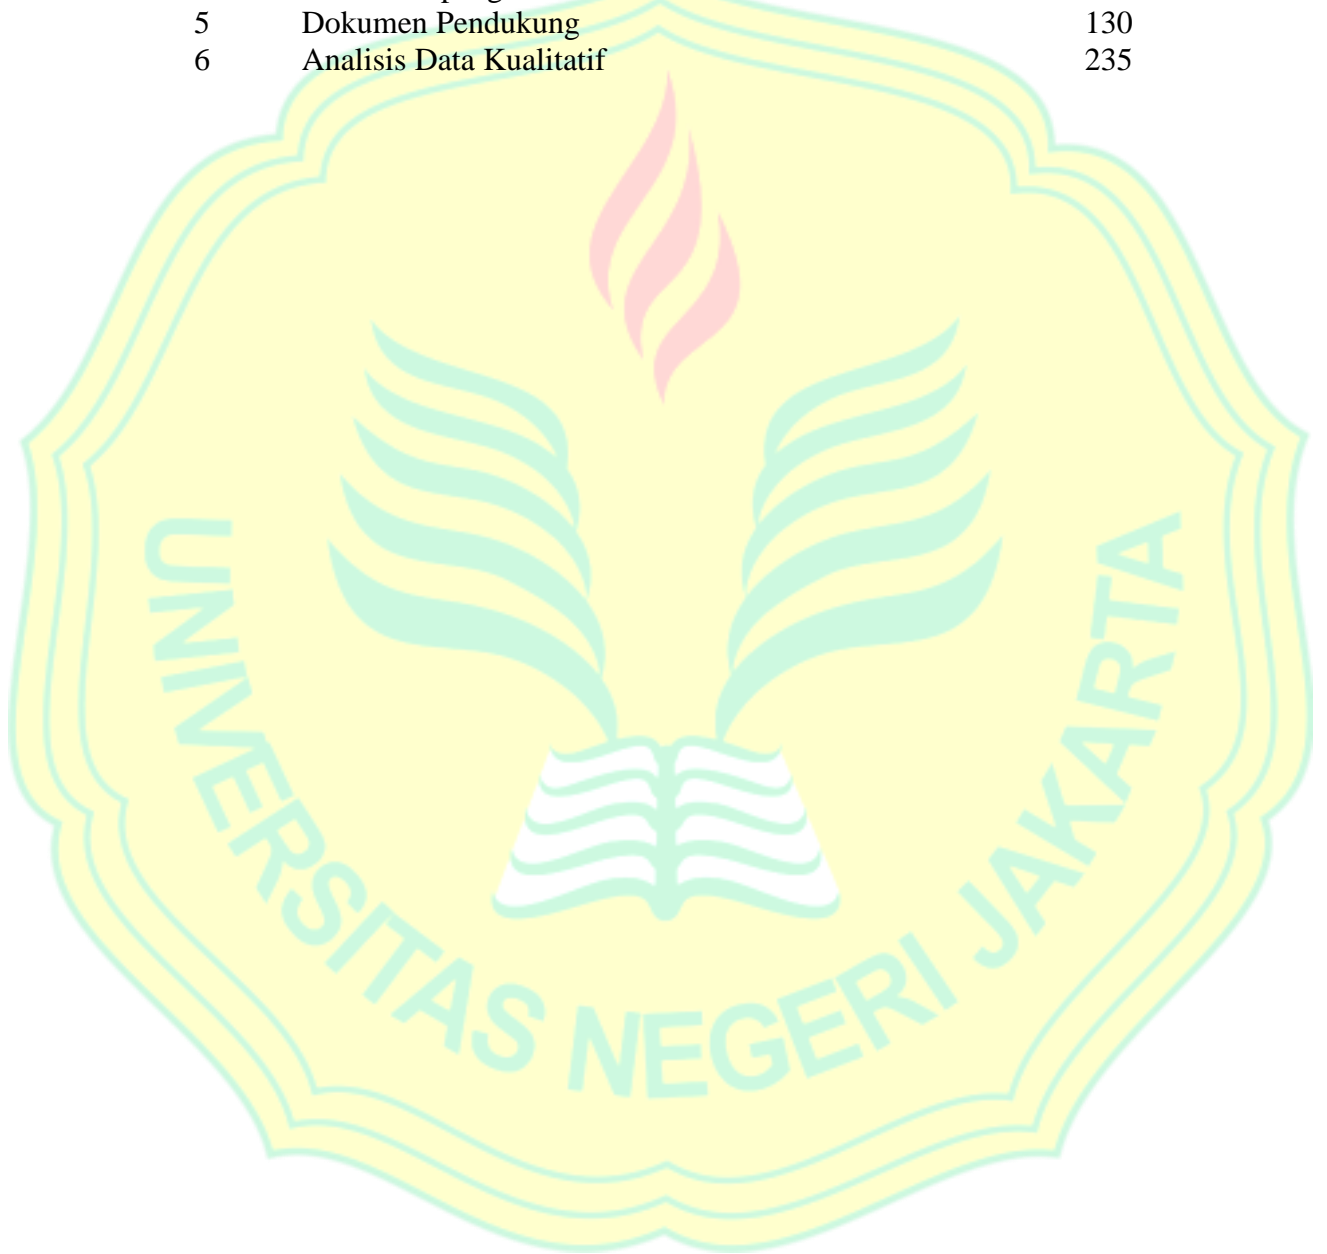 5 Dokumen Pendukung 130
6 Analisis Data Kualitatif 235
UNIVERSITAS NEGERI JAKARTA